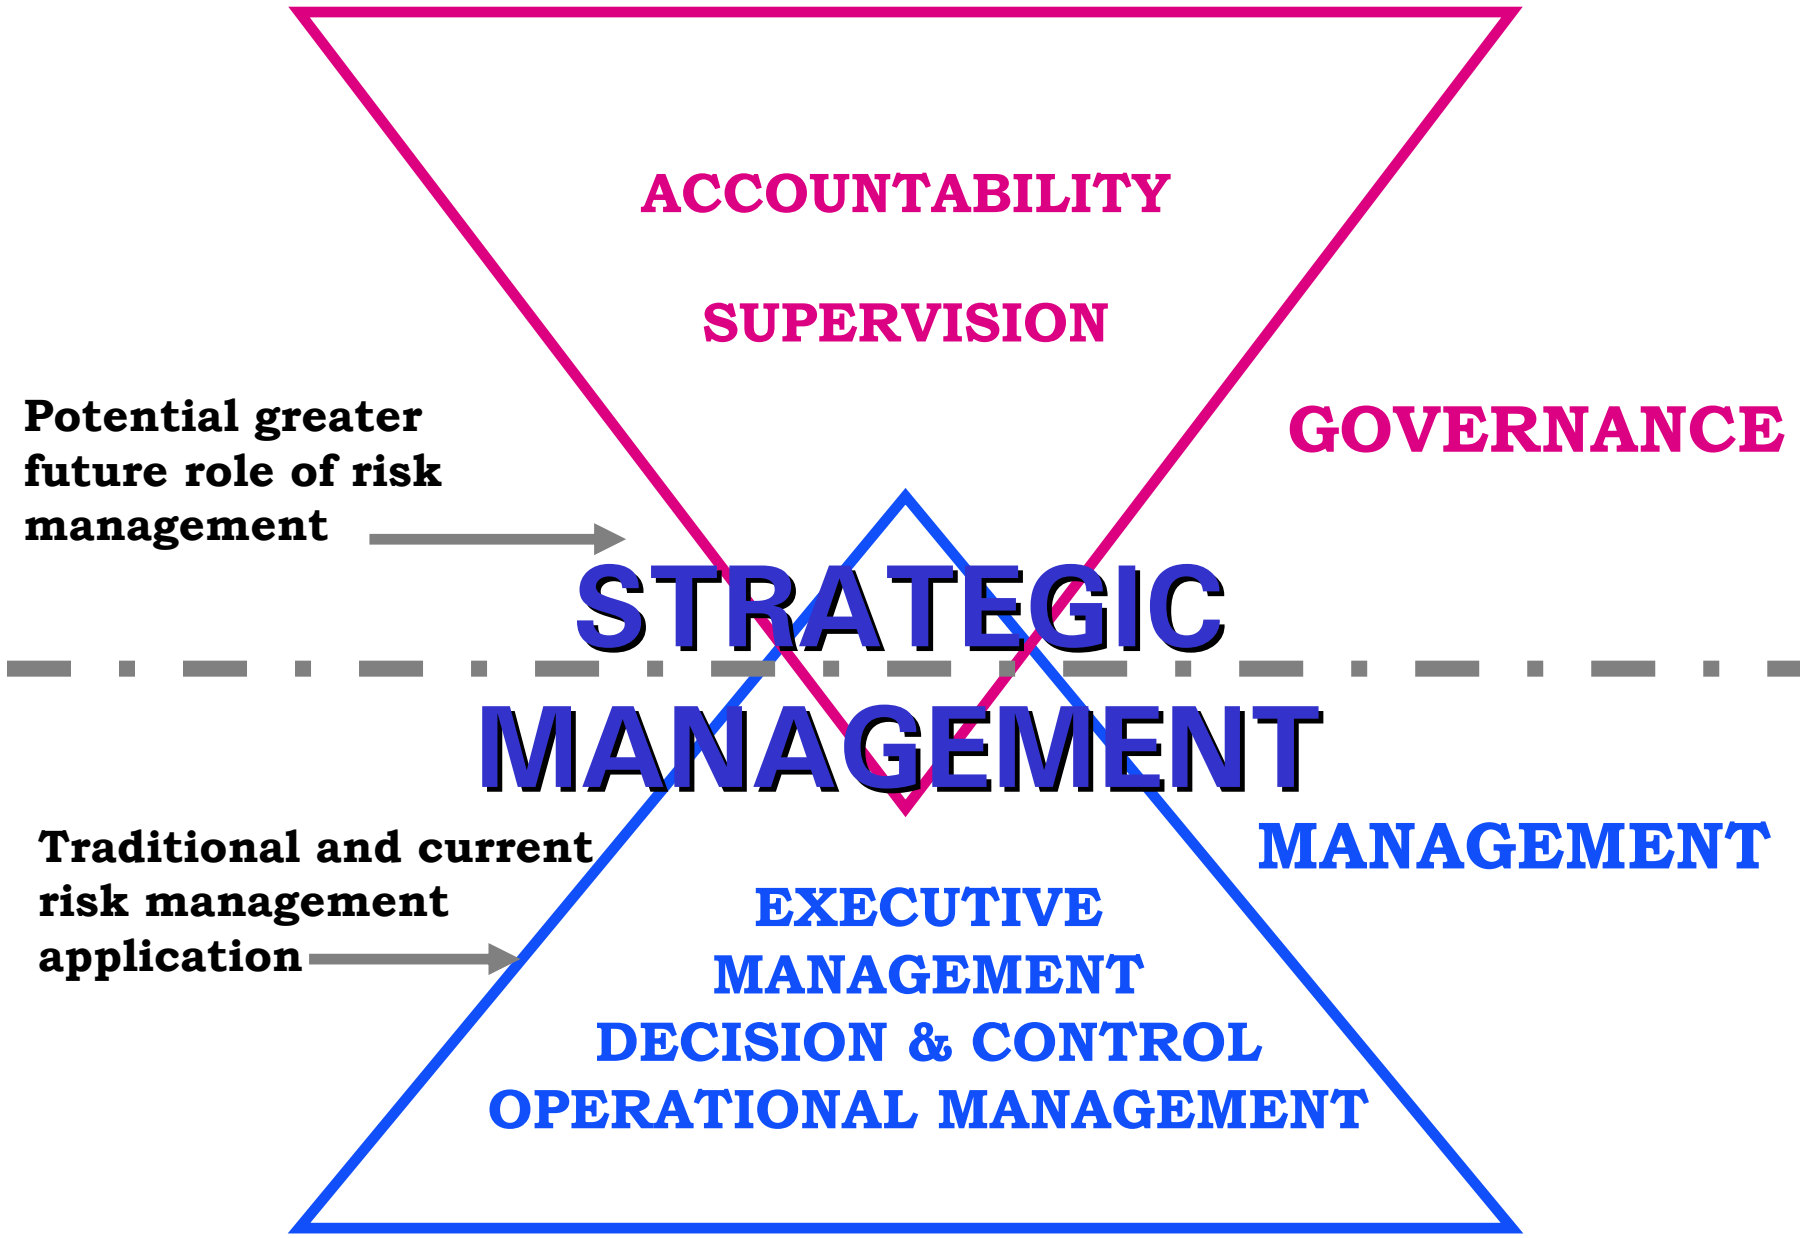 ACCOUNTABILITY
SUPERVISION
Potential greater
future role of risk
management
GOVERNANCE
STRATEGIC
MANAGEMENT
Traditional and current
risk management
application
MANAGEMENT
EXECUTIVE
MANAGEMENT
DECISION & CONTROL
OPERATIONAL MANAGEMENT